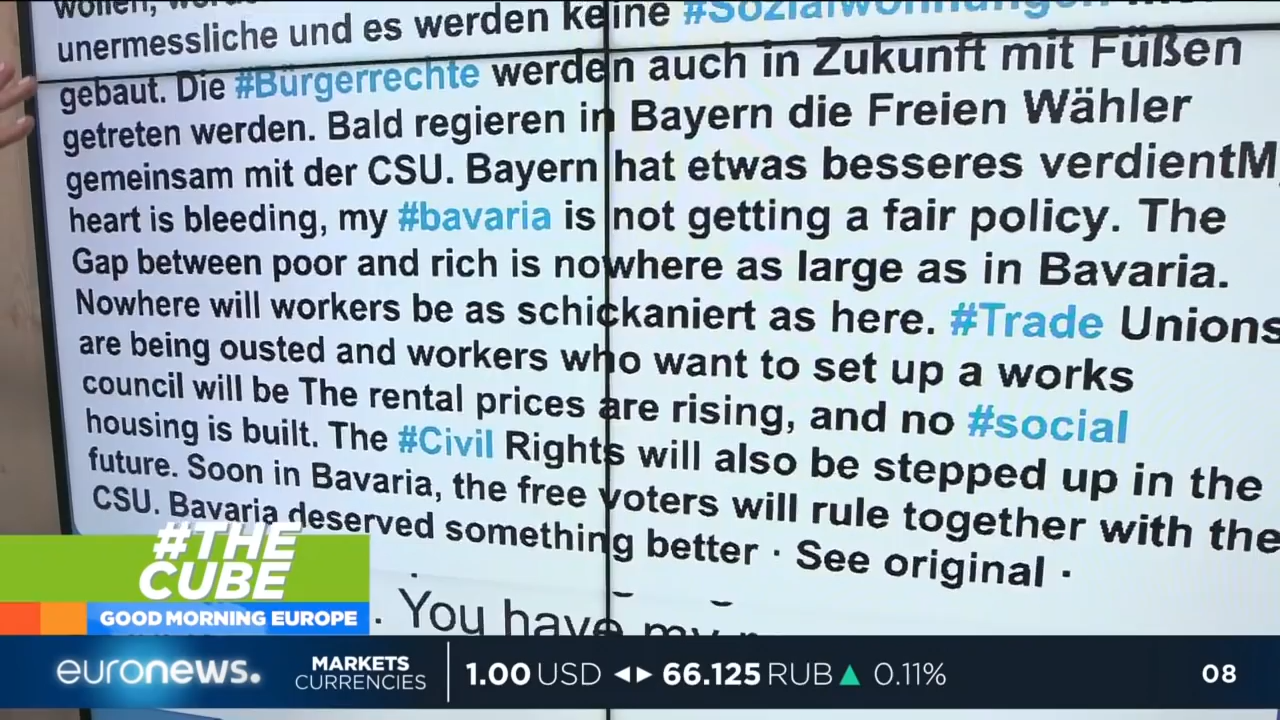 wollen,
unermessliche und es werden keine #Sozialwohnungen
gebaut. Die #Bürgerrechte werden auch in Zukunft mit Füßen
getreten werden. Bald regieren in Bayern die Freien Wähler
gemeinsam mit der CSU. Bayern hat etwas besseres verdientM
heart is bleeding, my #bavaria is not getting a fair policy. The
Gap between poor and rich is nowhere as large as in Bavaria.
Nowhere will workers be as schickaniert as here. #Trade Unions
are being ousted and workers who want to set up a works
council will be The rental prices are rising, and no #social
housing is built. The #Civil Rights will also be stepped up in the
future. Soon in Bavaria, the free voters will rule together with the
CSU. Bavaria deserved something better · See original ·
. You have my
#THE
CUBE
GOOD MORNING EUROPE
euronews.
MARKETS
CURRENCIES
1.00 USD ◄► 66.125 RUB ▲ 0.11%
08